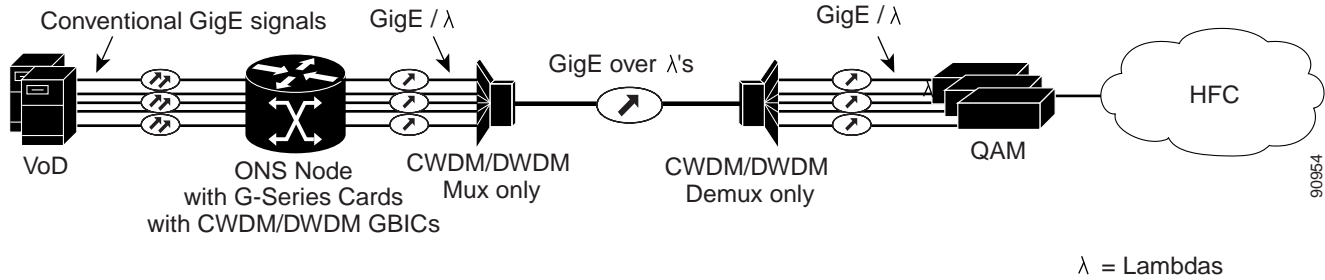 Conventional GigE signals
GigE / λ
GigE / λ
GigE over λ's
λ
HFC
VoD
ONS Node
with G-Series Cards
with CWDM/DWDM GBICs
CWDM/DWDM
Mux only
CWDM/DWDM
Demux only
QAM
90954
λ = Lambdas